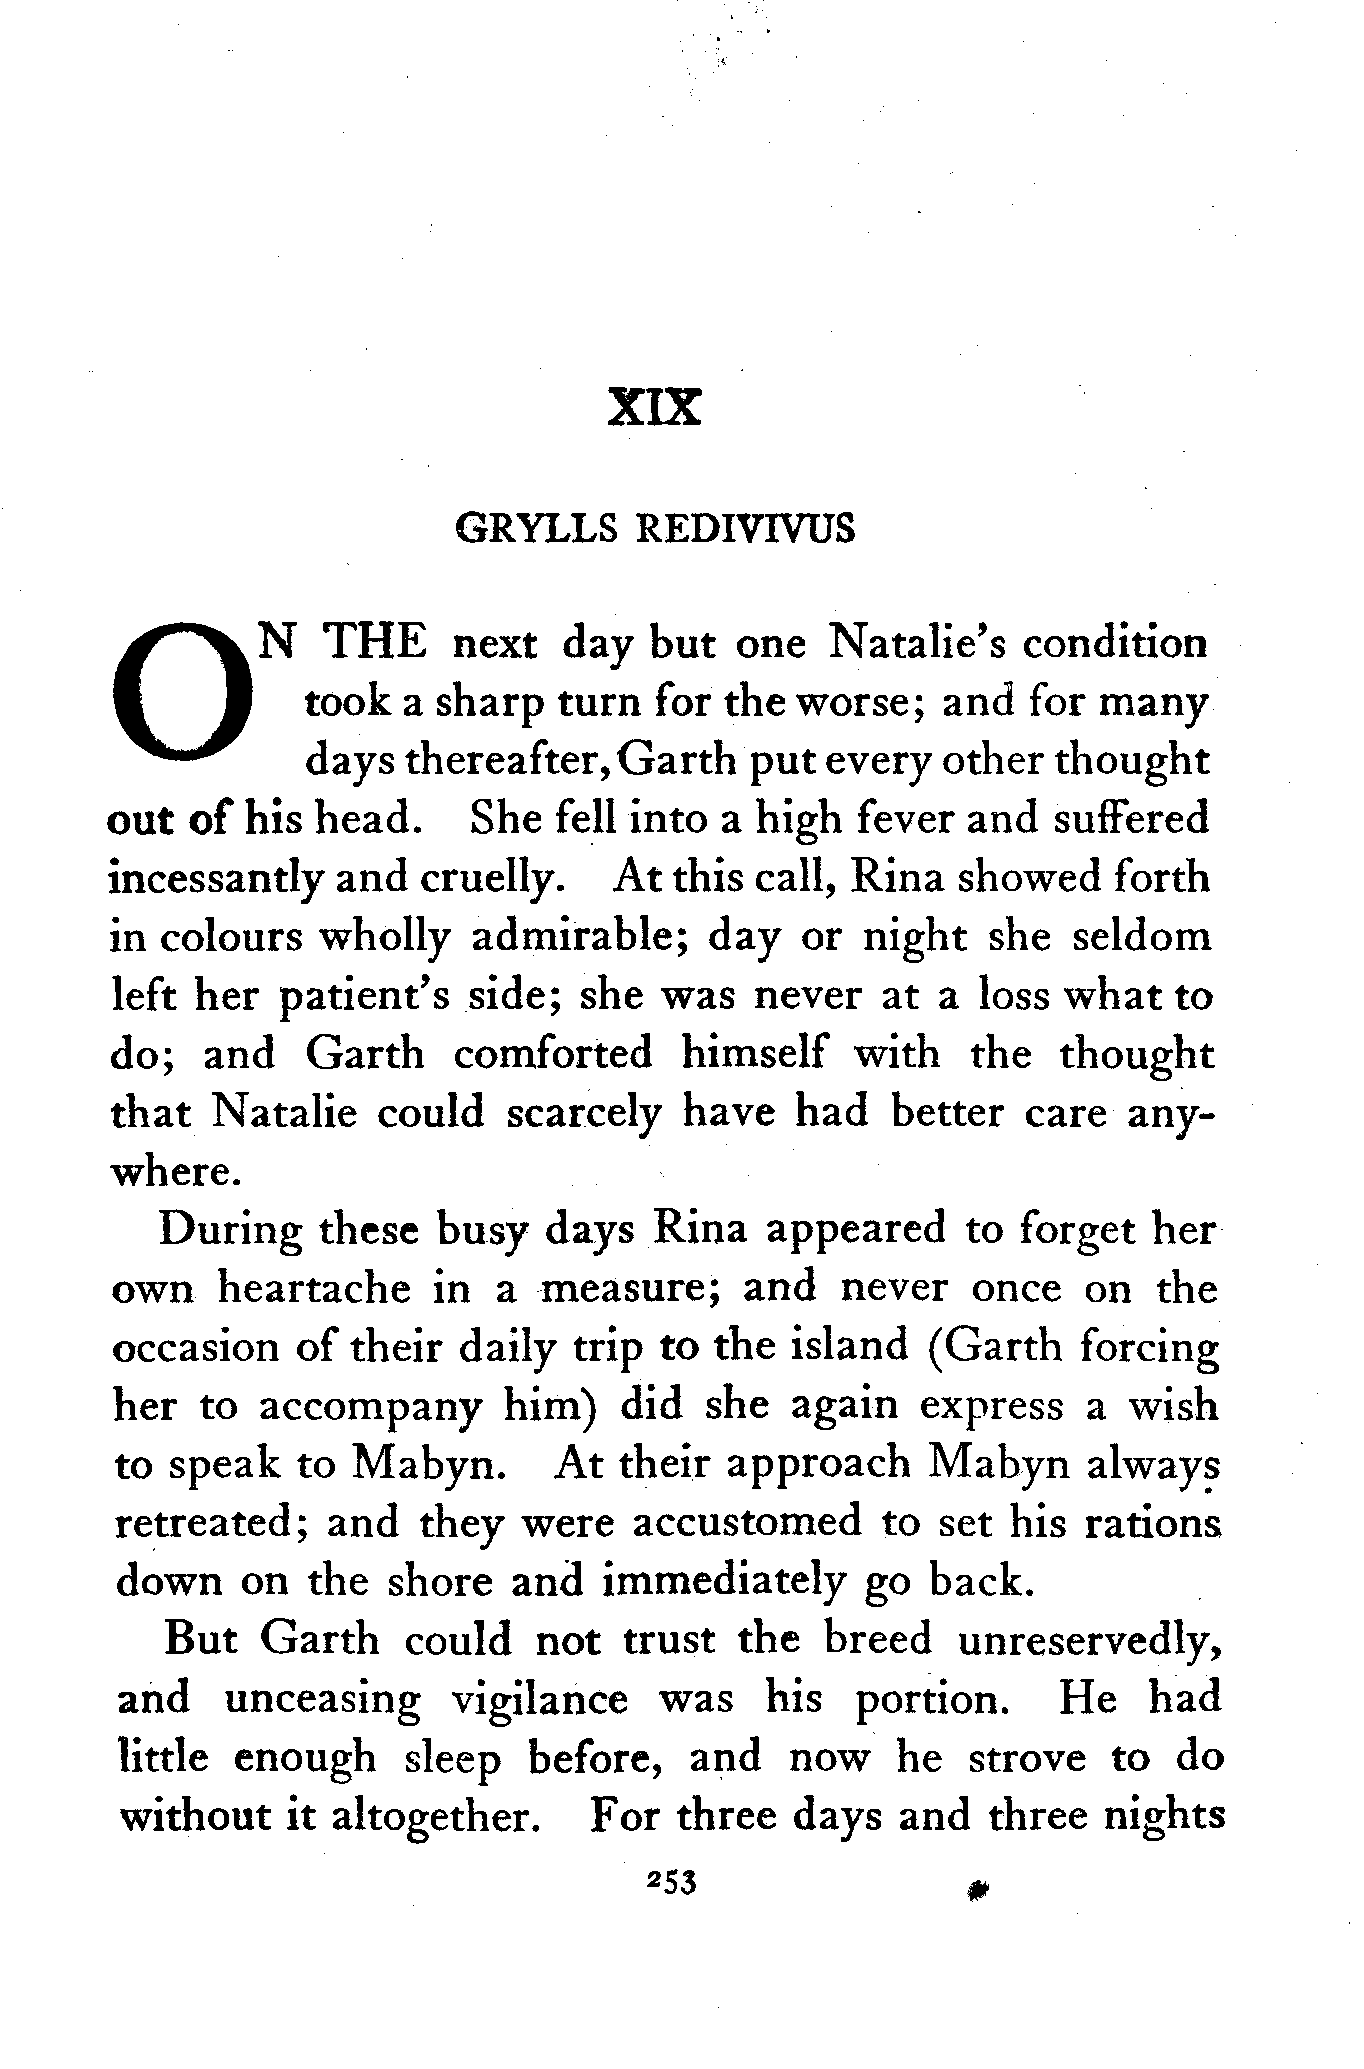 XIX
GRYLLS REDIVIVUS
ON THE next day but one Natalie's condition
took a sharp turn for the worse; and for many
days thereafter, Garth put every other thought
out of his head. She fell into a high fever and suffered
incessantly and cruelly. At this call, Rina showed forth
in colours wholly admirable; day or night she seldom
left her patient's side; she was never at a loss what to
do; and Garth comforted himself with the thought
that Natalie could scarcely have had better care any-
where.
During these busy days Rina appeared to forget her
own heartache in a measure; and never once on the
occasion of their daily trip to the island (Garth forcing
her to accompany him) did she again express a wish
to speak to Mabyn. At their approach Mabyn always
retreated; and they were accustomed to set his rations
down on the shore and immediately go back.
But Garth could not trust the breed unreservedly,
and unceasing vigilance was his portion. He had
little enough sleep before, and now he strove to do
without it altogether. For three days and three nights
253